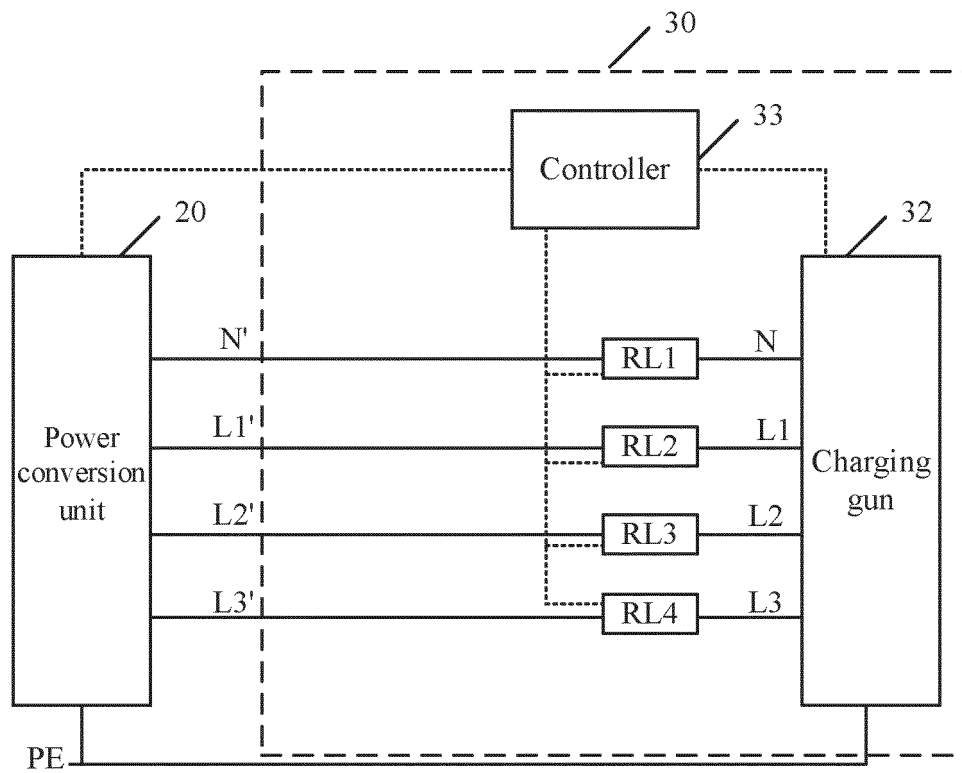 30
33
Controller
20
32
N'
RL1
N
L1'
RL2
L1
Power
conversion
unit
Charging
gun
L2'
RL3
L2
L3'
RL4
L3
PE